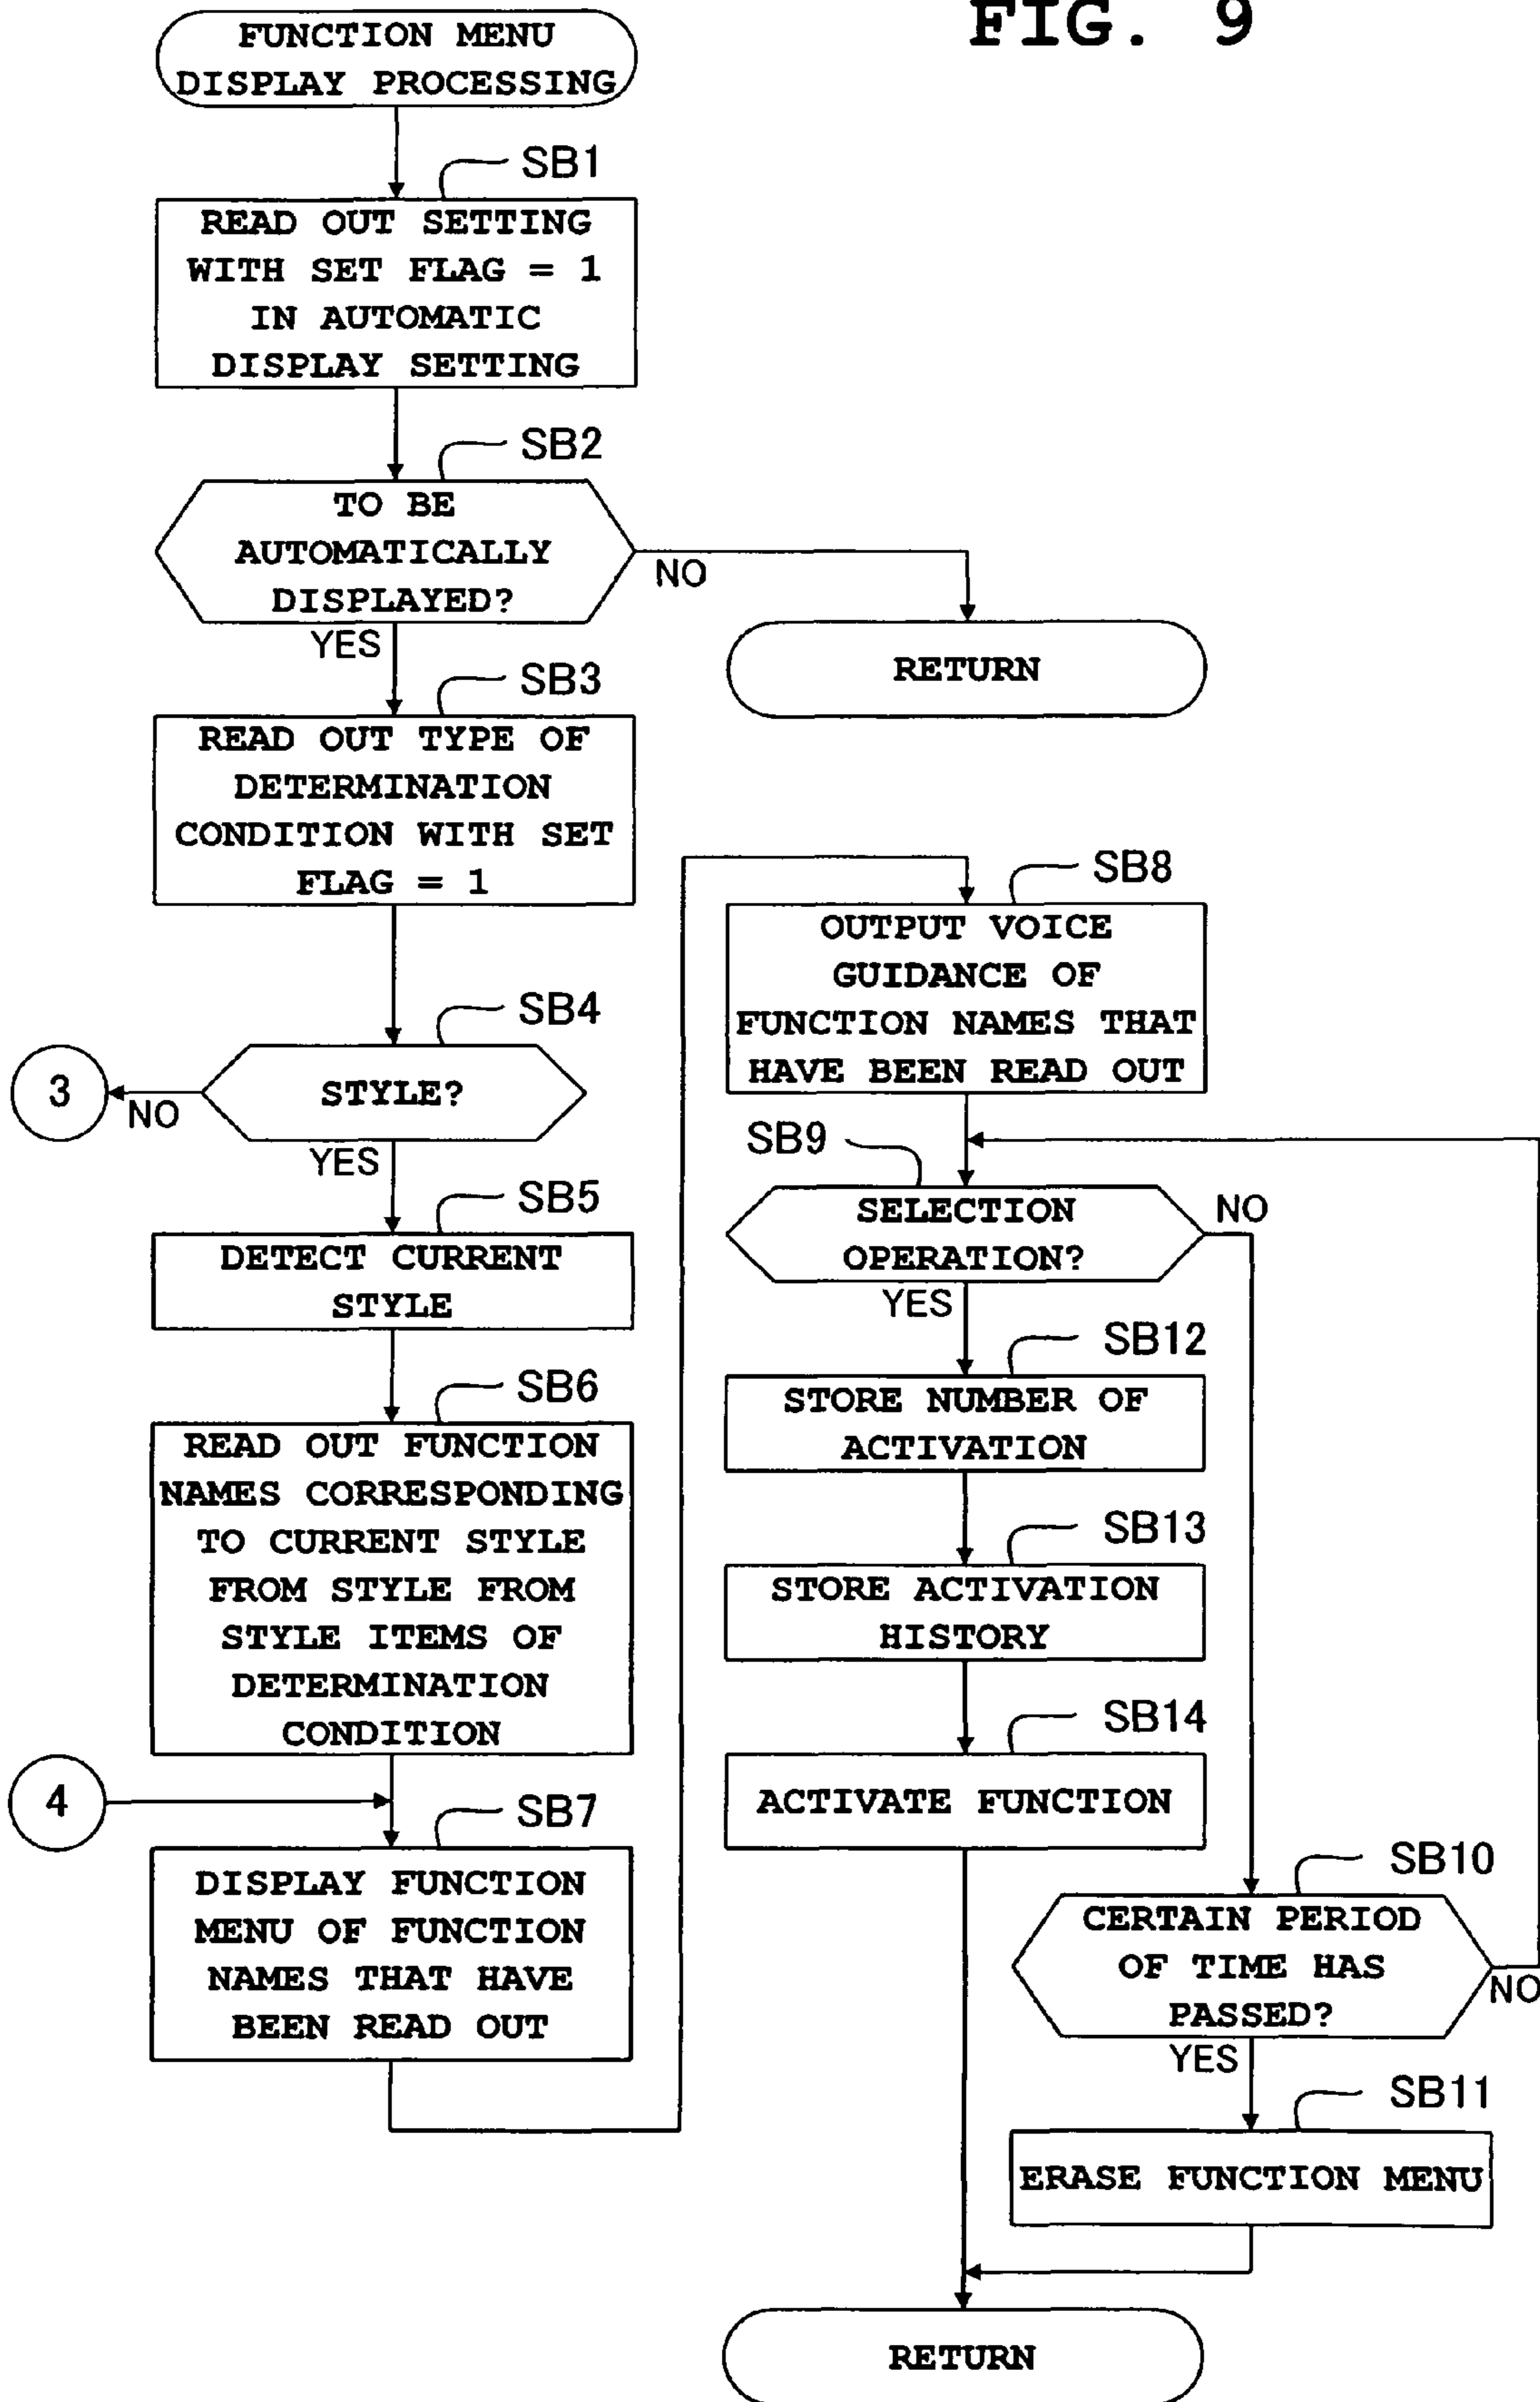 FIG. 9
FUNCTION MENU
DISPLAY PROCESSING
SB1
READ OUT SETTING
WITH SET FLAG = 1
IN AUTOMATIC
DISPLAY SETTING
SB2
TO BE
AUTOMATICALLY
DISPLAYED?
NO
YES
RETURN
SB3
READ OUT TYPE OF
DETERMINATION
CONDITION WITH SET
FLAG = 1
SB4
STYLE?
3
NO
YES
SB5
DETECT CURRENT
STYLE
SB6
READ OUT FUNCTION
NAMES CORRESPONDING
TO CURRENT STYLE
FROM STYLE FROM
STYLE ITEMS OF
DETERMINATION
CONDITION
4
SB7
DISPLAY FUNCTION
MENU OF FUNCTION
NAMES THAT HAVE
BEEN READ OUT
SB8
OUTPUT VOICE
GUIDANCE OF
FUNCTION NAMES THAT
HAVE BEEN READ OUT
SB9
SELECTION
OPERATION?
NO
YES
SB12
STORE NUMBER OF
ACTIVATION
SB13
STORE ACTIVATION
HISTORY
SB14
ACTIVATE FUNCTION
SB10
CERTAIN PERIOD
OF TIME HAS
PASSED?
NO
YES
SB11
ERASE FUNCTION MENU
RETURN